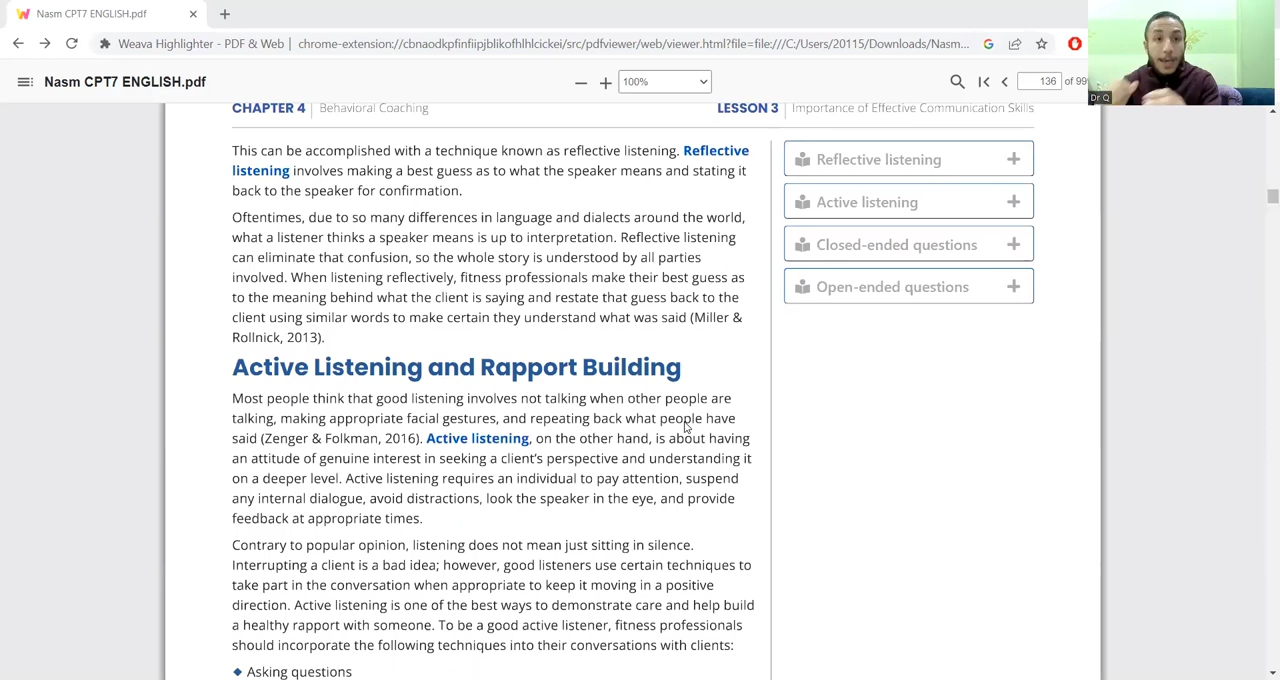 Nasm CPT7 ENGLISH.pdf
Weava Highlighter - PDF & Web | chrome-extension://cbnaodkpfinfiipjblikofhlhlcickei/src/pdfviewer/web/viewer.html?file=file:///C:/Users/20115/Downloads/Nasm...
Nasm CPT7 ENGLISH.pdf
100%
136 of 99
Dr Q
CHAPTER 4 | Behavioral Coaching
LESSON 3 | Importance of Effective Communication Skills
This can be accomplished with a technique known as reflective listening. Reflective
listening involves making a best guess as to what the speaker means and stating it
back to the speaker for confirmation.
Oftentimes, due to so many differences in language and dialects around the world,
what a listener thinks a speaker means is up to interpretation. Reflective listening
can eliminate that confusion, so the whole story is understood by all parties
involved. When listening reflectively, fitness professionals make their best guess as
to the meaning behind what the client is saying and restate that guess back to the
client using similar words to make certain they understand what was said (Miller &
Rollnick, 2013).
Active Listening and Rapport Building
Most people think that good listening involves not talking when other people are
talking, making appropriate facial gestures, and repeating back what people have
said (Zenger & Folkman, 2016). Active listening, on the other hand, is about having
an attitude of genuine interest in seeking a client's perspective and understanding it
on a deeper level. Active listening requires an individual to pay attention, suspend
any internal dialogue, avoid distractions, look the speaker in the eye, and provide
feedback at appropriate times.
Contrary to popular opinion, listening does not mean just sitting in silence.
Interrupting a client is a bad idea; however, good listeners use certain techniques to
take part in the conversation when appropriate to keep it moving in a positive
direction. Active listening is one of the best ways to demonstrate care and help build
a healthy rapport with someone. To be a good active listener, fitness professionals
should incorporate the following techniques into their conversations with clients:
◆ Asking questions
Reflective listening +
Active listening +
Closed-ended questions +
Open-ended questions +